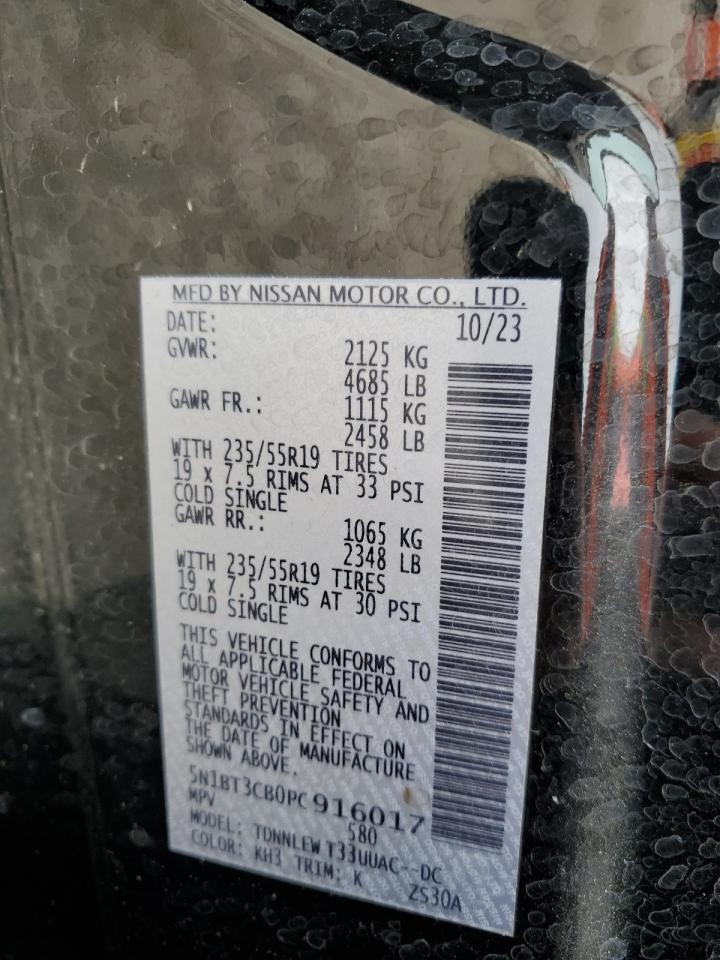 MFD BY NISSAN MOTOR CO., LTD.
DATE: 10/23
GVWR: 2125 KG
4685 LB
GAWR FR.: 1115 KG
2458 LB
WITH 235/55R19 TIRES
19 x 7.5 RIMS AT 33 PSI
COLD SINGLE
GAWR RR.: 1065 KG
2348 LB
WITH 235/55R19 TIRES
19 x 7.5 RIMS AT 30 PSI
COLD SINGLE
THIS VEHICLE CONFORMS TO
ALL APPLICABLE FEDERAL
MOTOR VEHICLE SAFETY AND
THEFT PREVENTION
STANDARDS IN EFFECT ON
THE DATE OF MANUFACTURE
SHOWN ABOVE.
5N1BT3CB0PC916017
MPV 580
MODEL: TDNNLEW T33UUAC--DC
COLOR: KH3 TRIM: K ZS30A